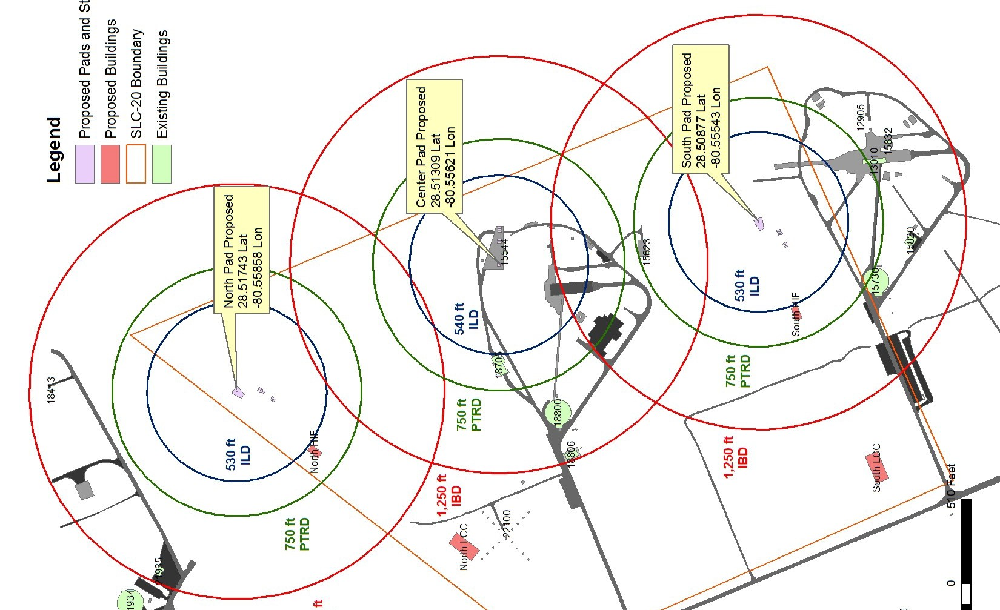 Legend
Proposed Pads and St
Proposed Buildings
SLC-20 Boundary
Existing Buildings
North Pad Proposed
28.51743 Lat
-80.55858 Lon
Center Pad Proposed
28.51309 Lat
-80.55621 Lon
South Pad Proposed
28.50877 Lat
-80.55543 Lon
530 ft
ILD
750 ft
PTRD
1,250 ft
IBD
540 ft
ILD
750 ft
PTRD
530 ft
ILD
750 ft
PTRD
1,250 ft
IBD
ft
18413
21935
1934
North HIF
North LCC
22100
18705
18800
18806
15544
15623
South HIF
South LCC
12905
15832
13010
15820
15730
0
510 Feet